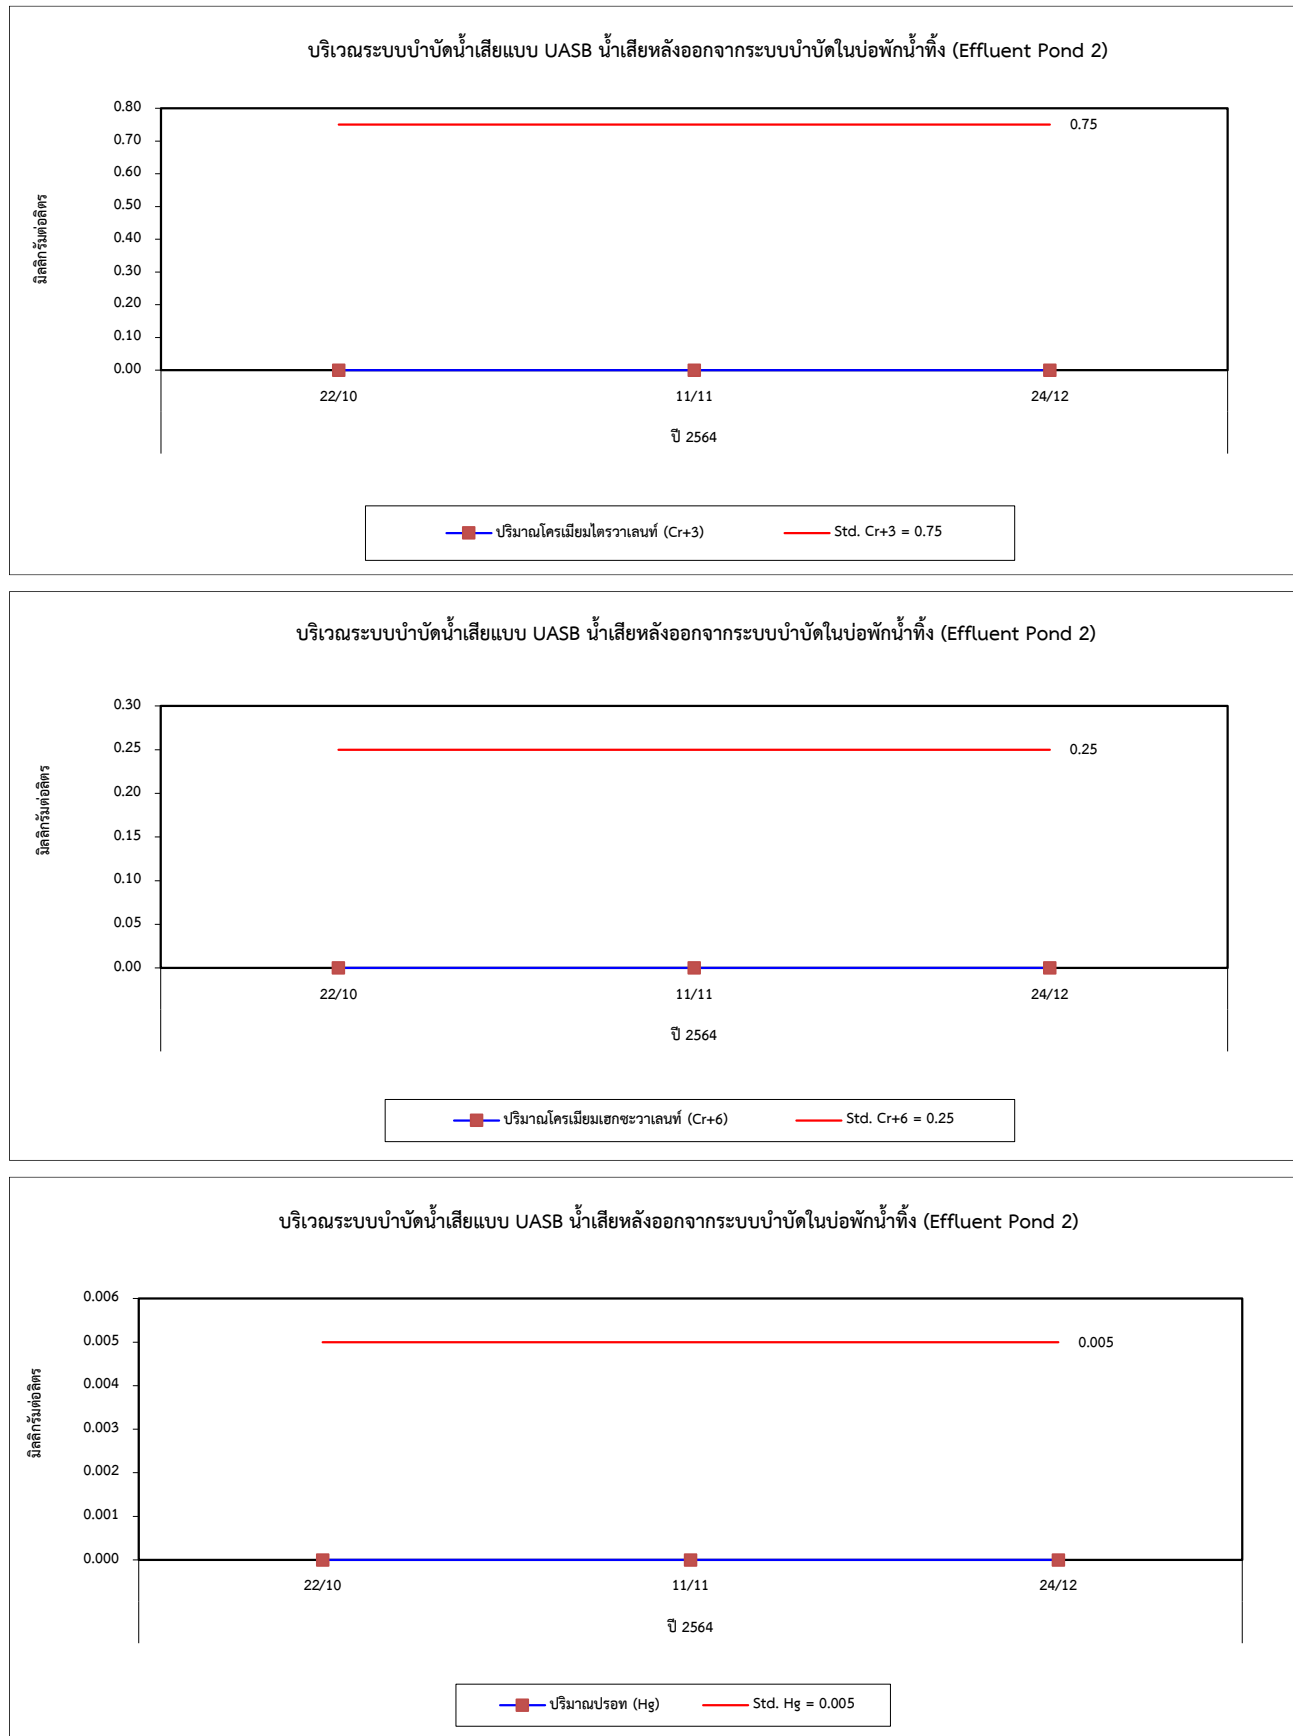 บริเวณระบบบำบัดน้ำเสียแบบ UASB น้ำเสียหลังออกจากระบบบำบัดในบ่อพักน้ำทิ้ง (Effluent Pond 2)
มิลลิกรัมต่อลิตร
0.80
0.70
0.60
0.50
0.40
0.30
0.20
0.10
0.00
0.75
22/10 11/11 24/12
ปี 2564
ปริมาณโครเมียมไตรวาเลนท์ (Cr+3) Std. Cr+3 = 0.75
บริเวณระบบบำบัดน้ำเสียแบบ UASB น้ำเสียหลังออกจากระบบบำบัดในบ่อพักน้ำทิ้ง (Effluent Pond 2)
มิลลิกรัมต่อลิตร
0.30
0.25
0.20
0.15
0.10
0.05
0.00
0.25
22/10 11/11 24/12
ปี 2564
ปริมาณโครเมียมเฮกซะวาเลนท์ (Cr+6) Std. Cr+6 = 0.25
บริเวณระบบบำบัดน้ำเสียแบบ UASB น้ำเสียหลังออกจากระบบบำบัดในบ่อพักน้ำทิ้ง (Effluent Pond 2)
มิลลิกรัมต่อลิตร
0.006
0.005
0.004
0.003
0.002
0.001
0.000
0.005
22/10 11/11 24/12
ปี 2564
ปริมาณปรอท (Hg) Std. Hg = 0.005